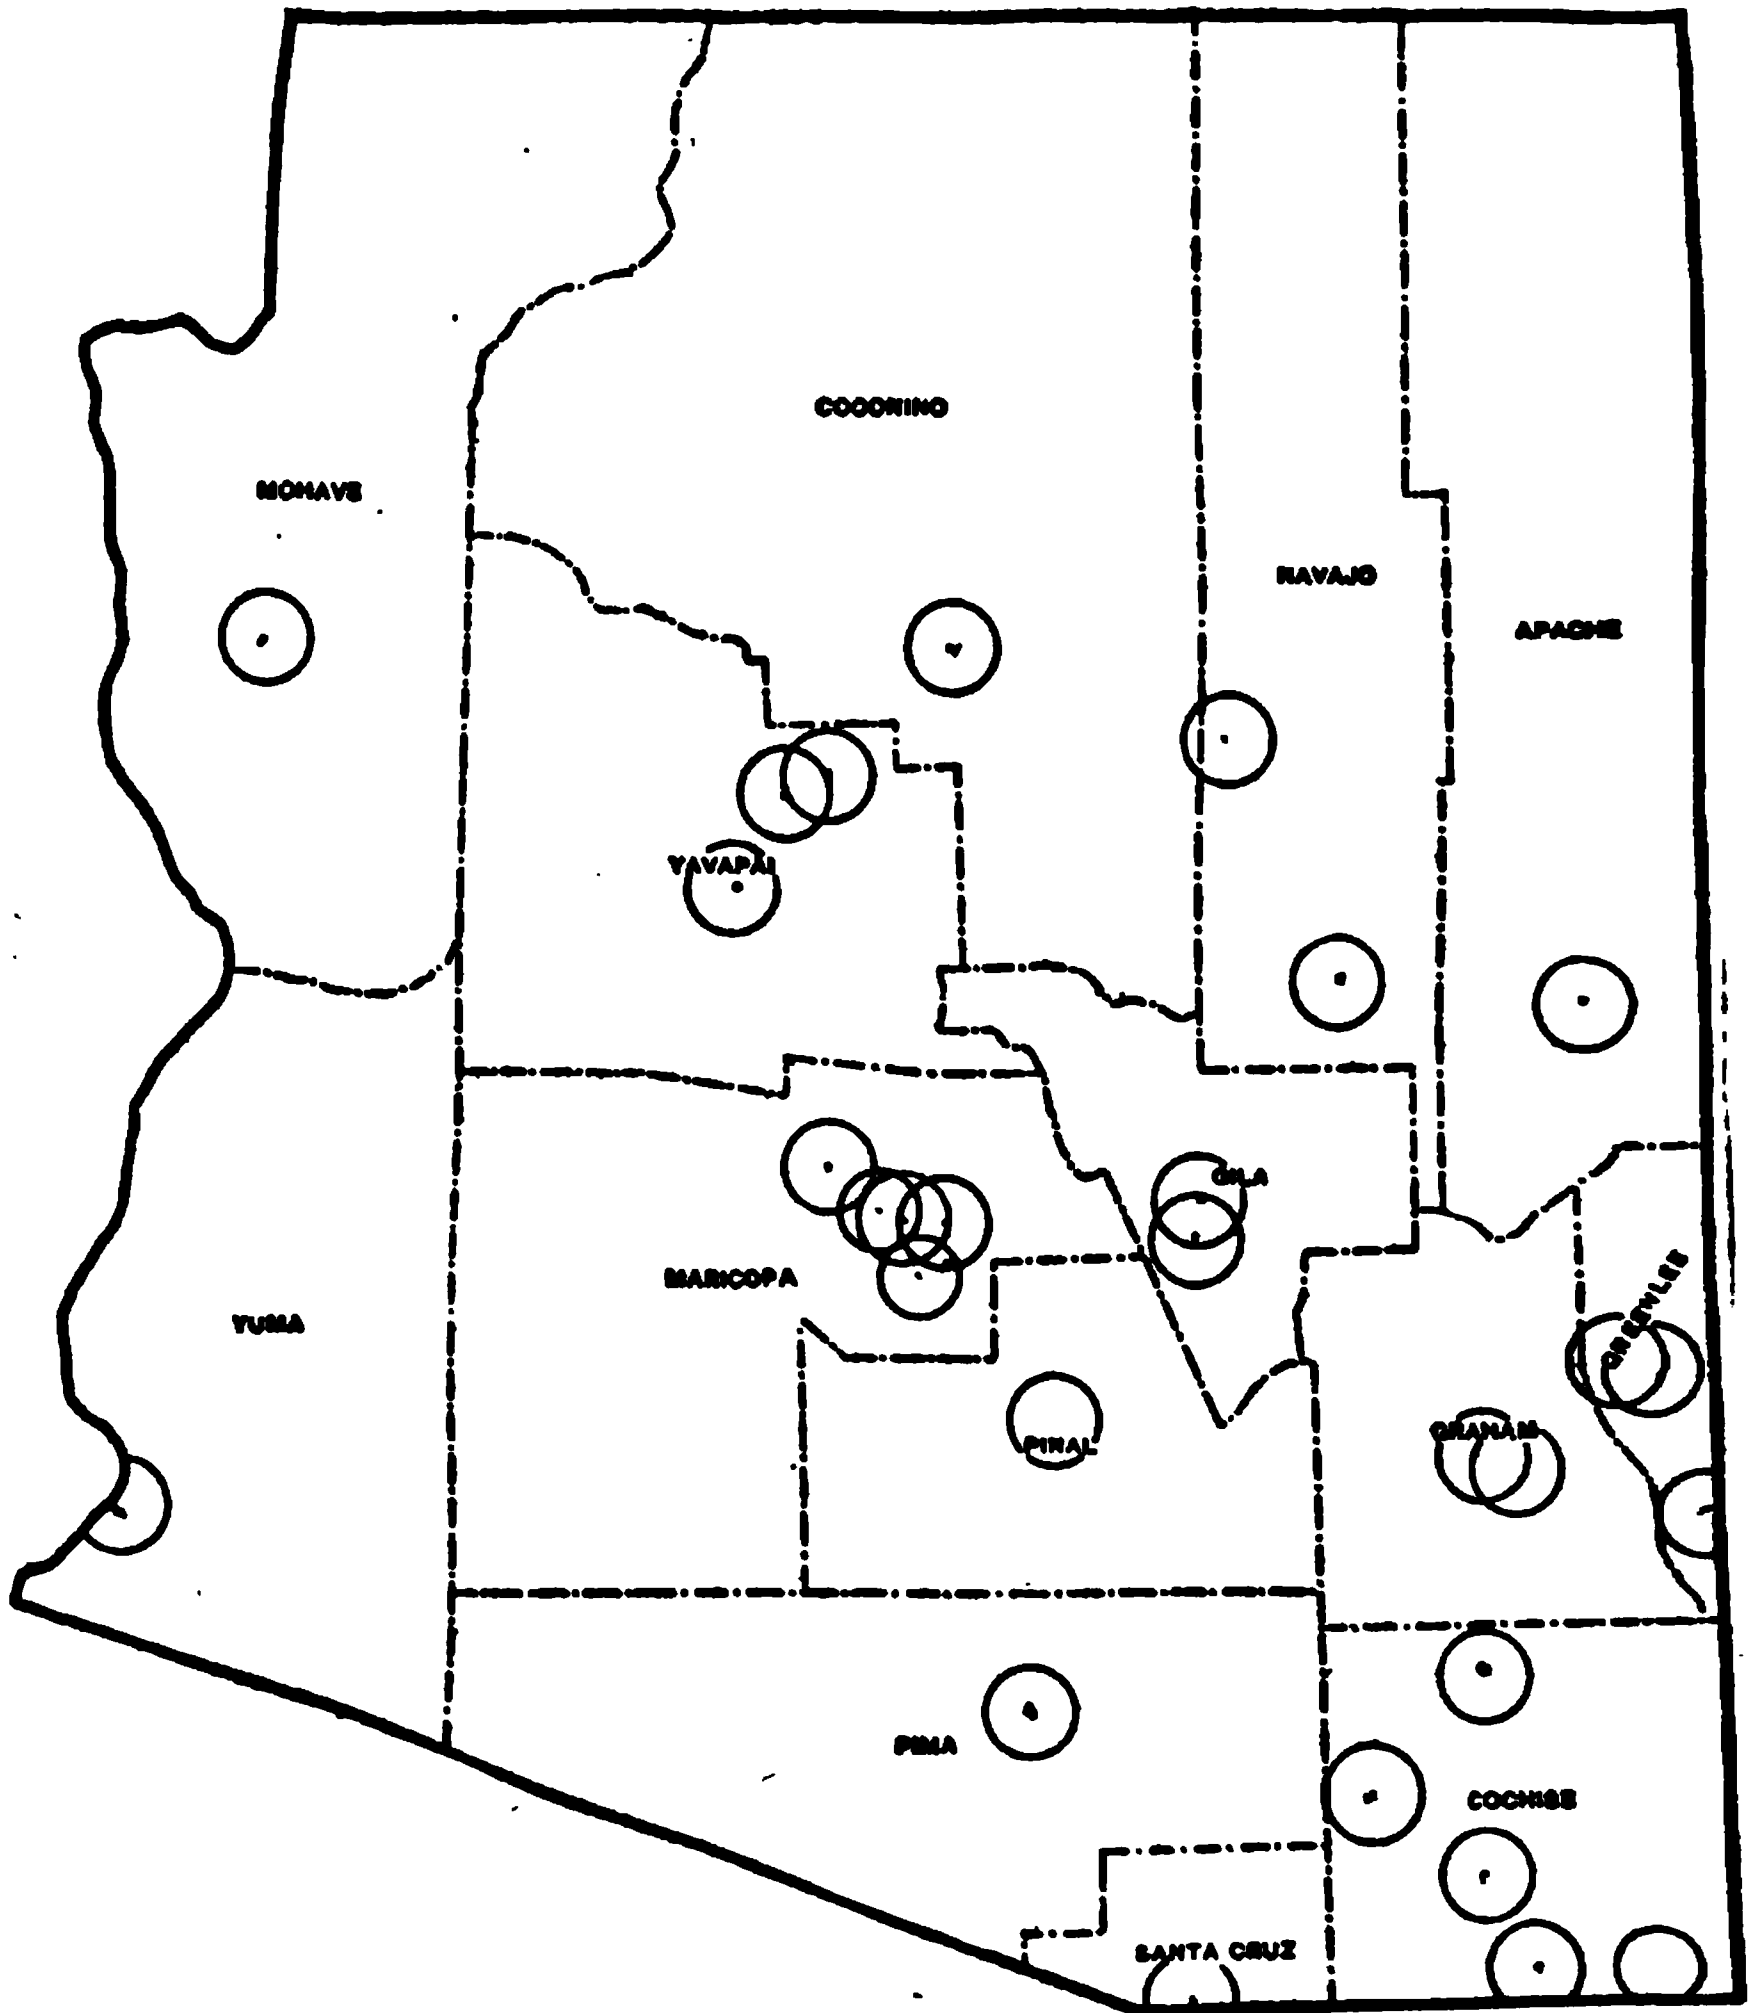 COCONINO
MOHAVE
NAVAJO
APACHE
YAVAPAI
GILA
MARICOPA
YUMA
GREENLEE
PINAL
GRAHAM
PIMA
COCHISE
SANTA CRUZ